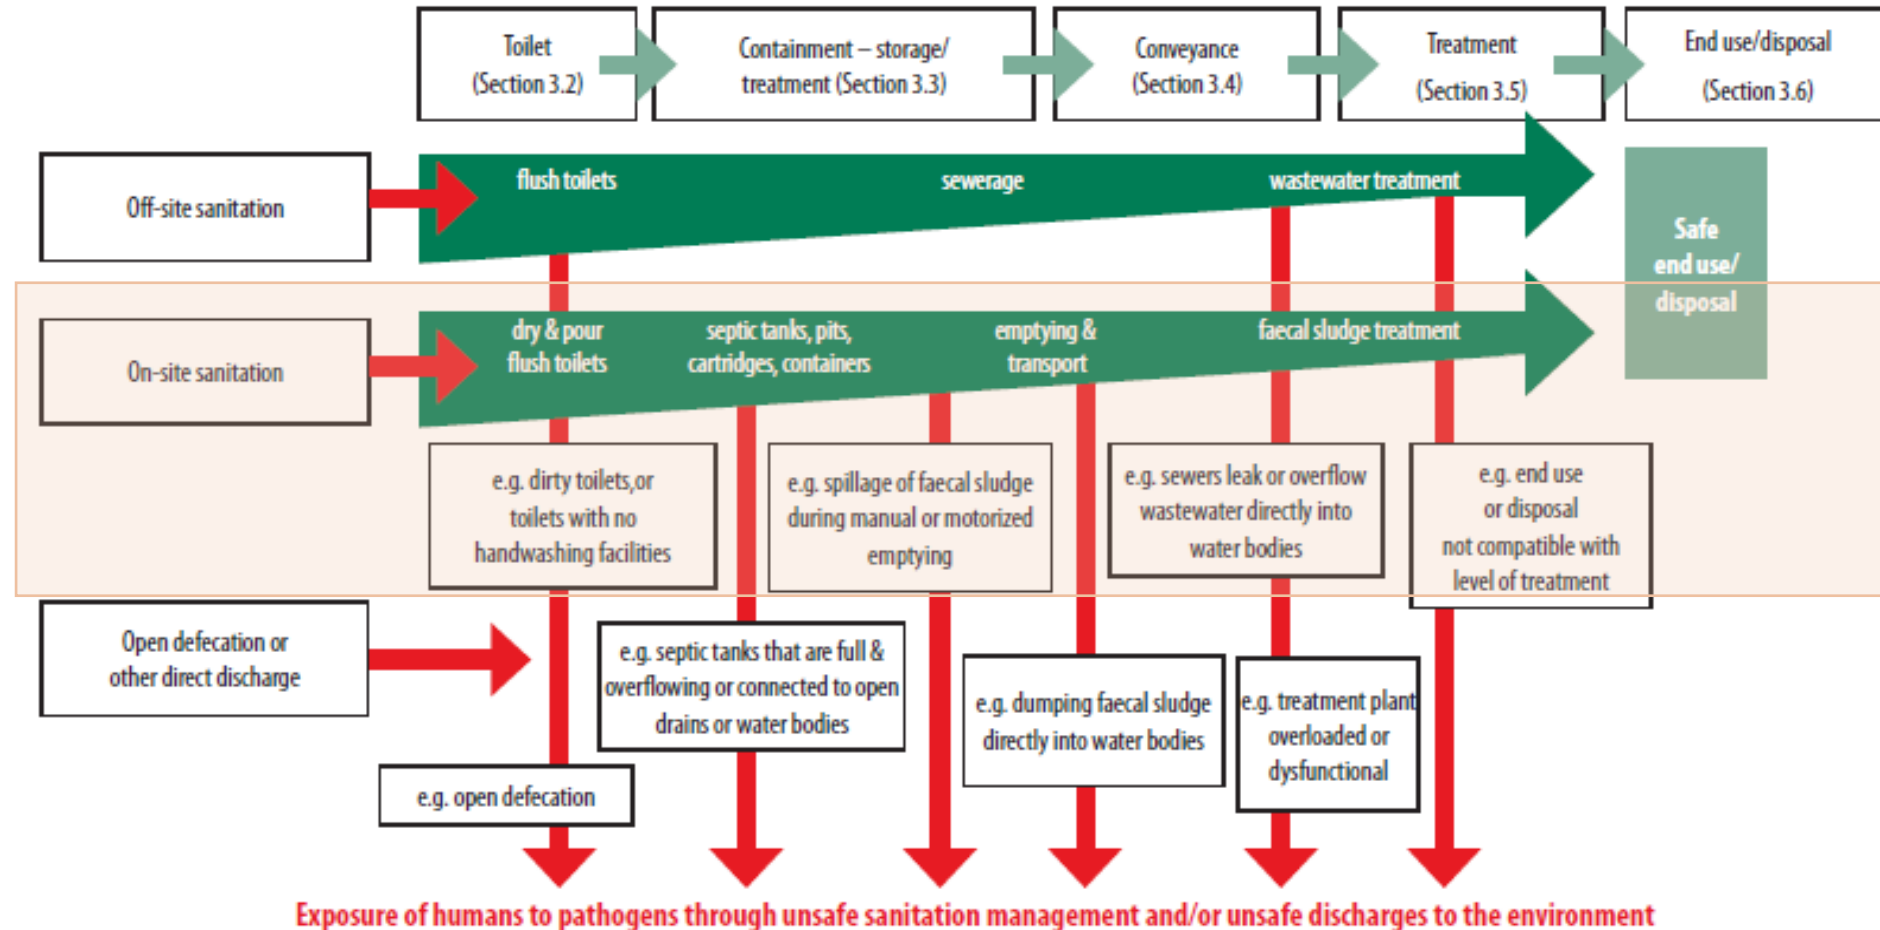 Toilet
(Section 3.2)
Containment – storage/
treatment (Section 3.3)
Conveyance
(Section 3.4)
Treatment
(Section 3.5)
End use/disposal
(Section 3.6)
Off-site sanitation
flush toilets
sewerage
wastewater treatment
Safe
end use/
disposal
On-site sanitation
dry & pour
flush toilets
septic tanks, pits,
cartridges, containers
emptying &
transport
faecal sludge treatment
e.g. dirty toilets,or
toilets with no
handwashing facilities
e.g. spillage of faecal sludge
during manual or motorized
emptying
e.g. sewers leak or overflow
wastewater directly into
water bodies
e.g. end use
or disposal
not compatible with
level of treatment
Open defecation or
other direct discharge
e.g. septic tanks that are full &
overflowing or connected to open
drains or water bodies
e.g. dumping faecal sludge
directly into water bodies
e.g. treatment plant
overloaded or
dysfunctional
e.g. open defecation
Exposure of humans to pathogens through unsafe sanitation management and/or unsafe discharges to the environment